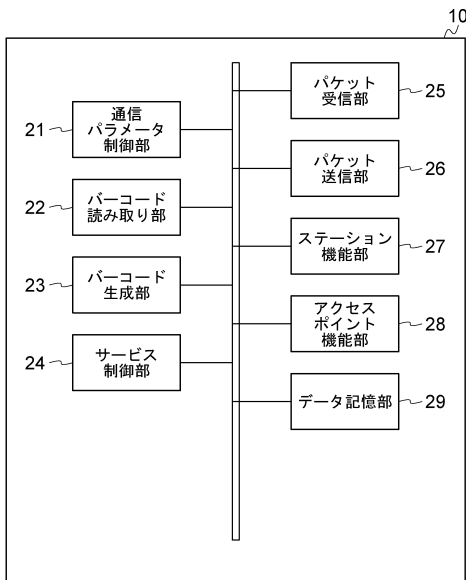 10
通信
パラメータ
制御部
21
バーコード
読み取り部
22
バーコード
生成部
23
サービス
制御部
24
パケット
受信部
25
パケット
送信部
26
ステーション
機能部
27
アクセス
ポイント
機能部
28
データ記憶部
29